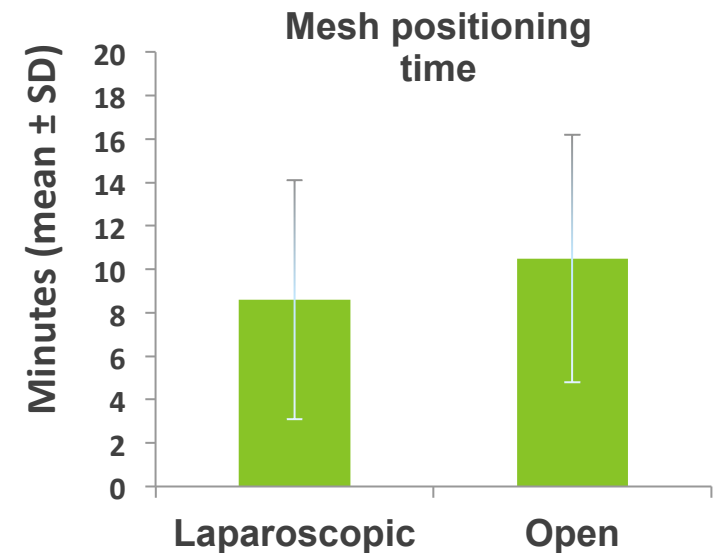 Mesh positioning
time
Minutes (mean ± SD)
20
18
16
14
12
10
8
6
4
2
0
Laparoscopic
Open